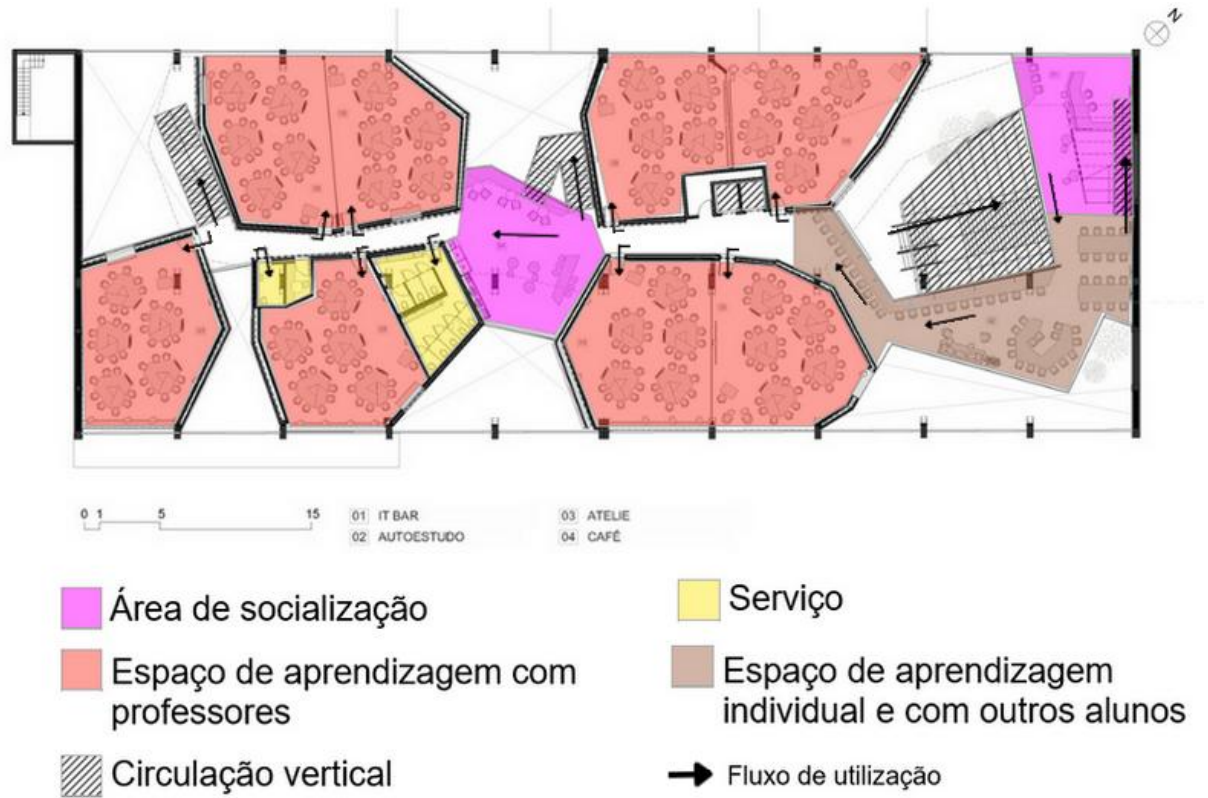 N
0 1 5 15
01 IT BAR
02 AUTOESTUDO
03 ATELIE
04 CAFÉ
Área de socialização
Espaço de aprendizagem com
professores
Circulação vertical
Serviço
Espaço de aprendizagem
individual e com outros alunos
Fluxo de utilização